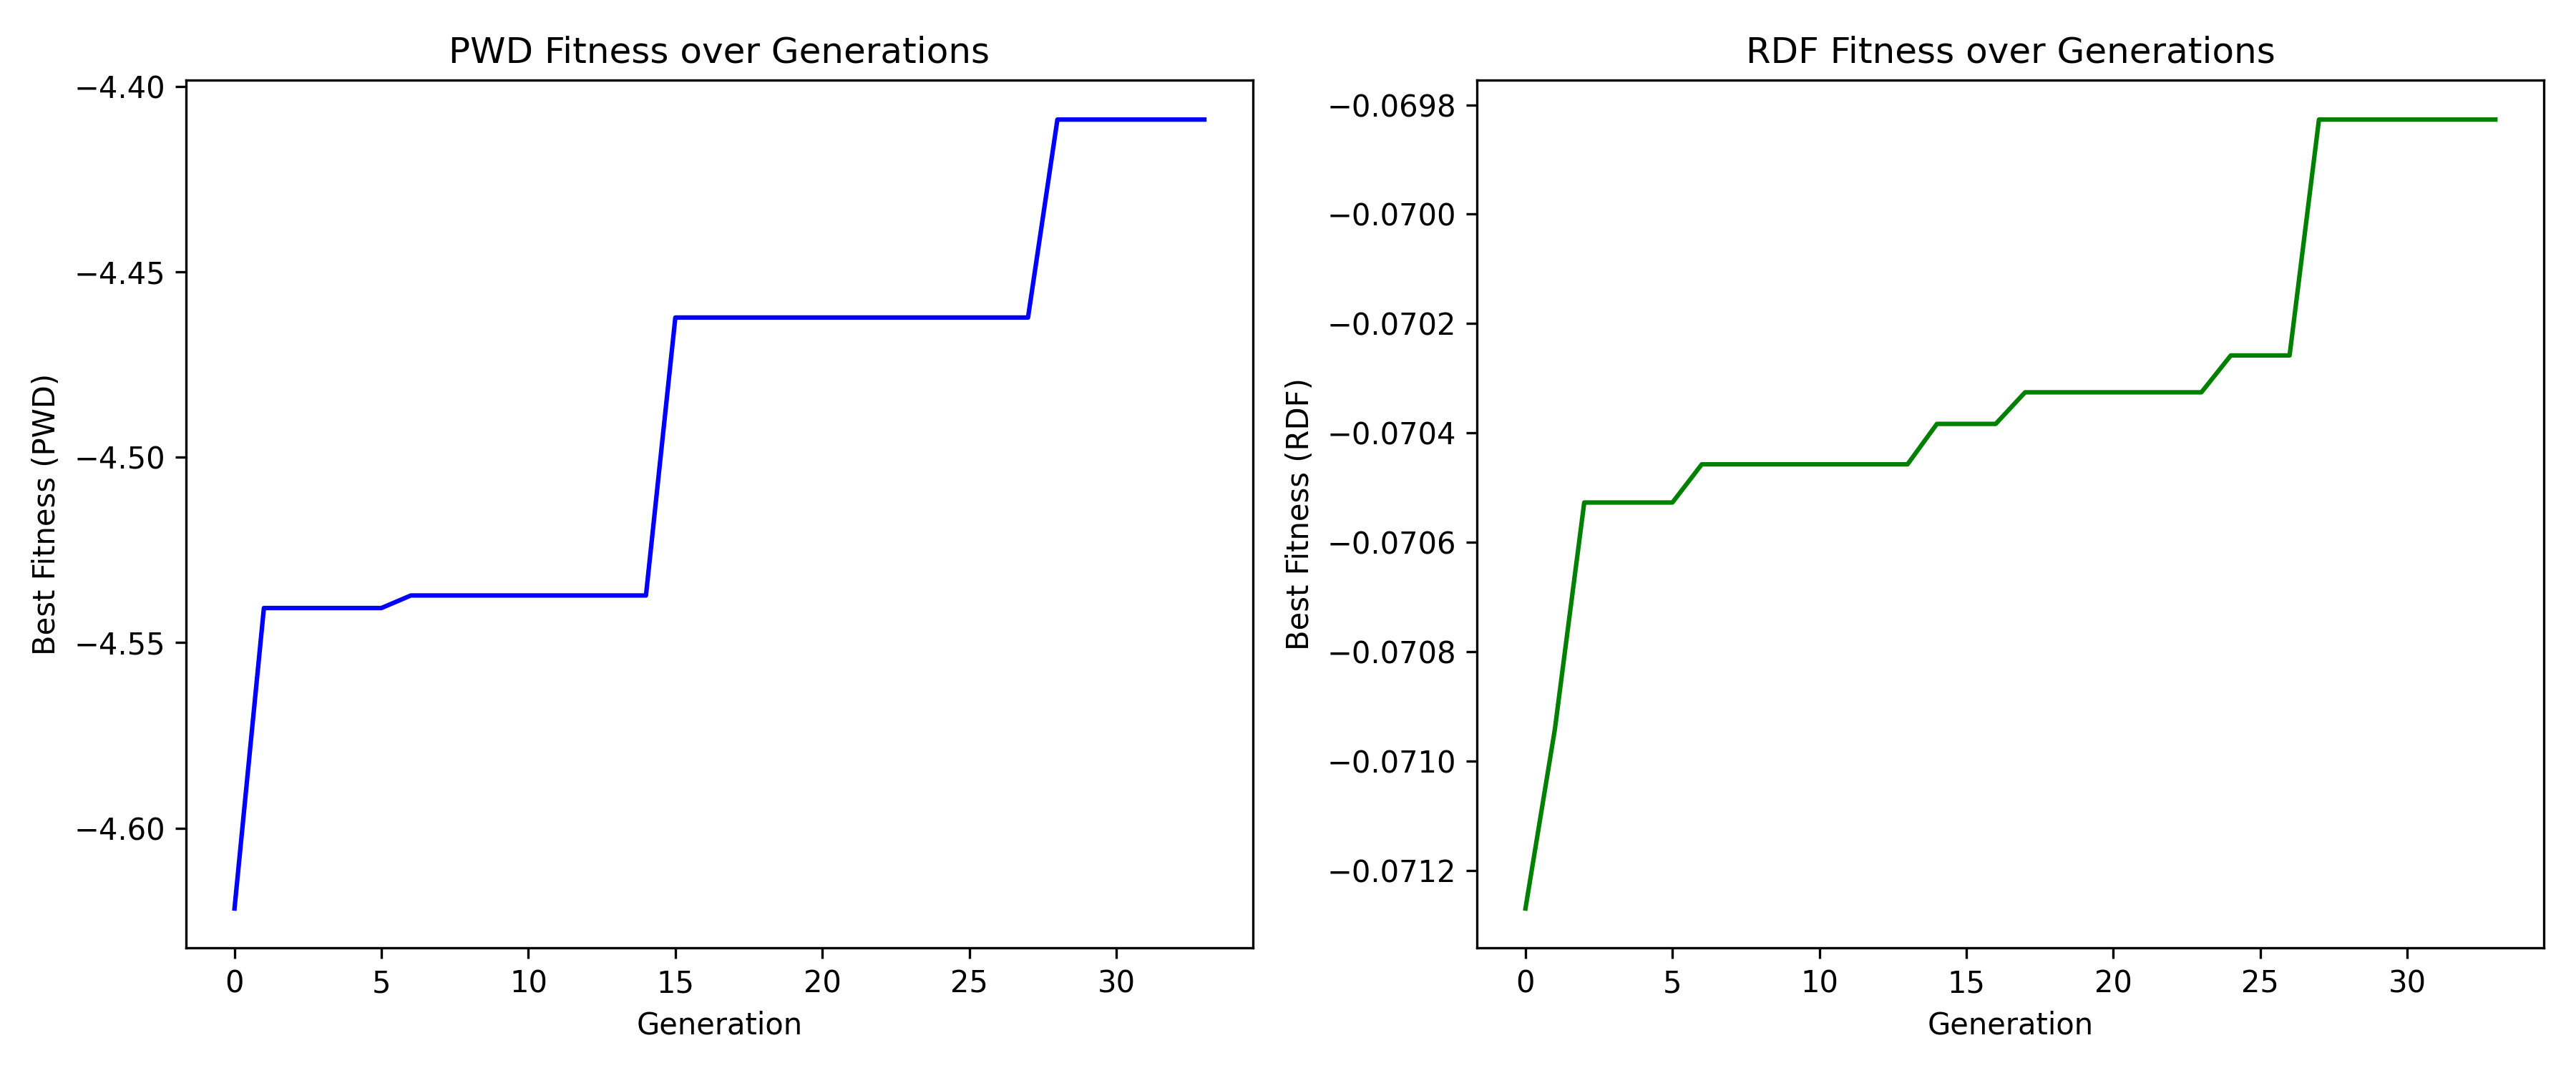 PWD Fitness over Generations
−4.40
−4.45
−4.50
−4.55
−4.60
Best Fitness (PWD)
0 5 10 15 20 25 30
Generation
RDF Fitness over Generations
−0.0698
−0.0700
−0.0702
−0.0704
−0.0706
−0.0708
−0.0710
−0.0712
Best Fitness (RDF)
0 5 10 15 20 25 30
Generation